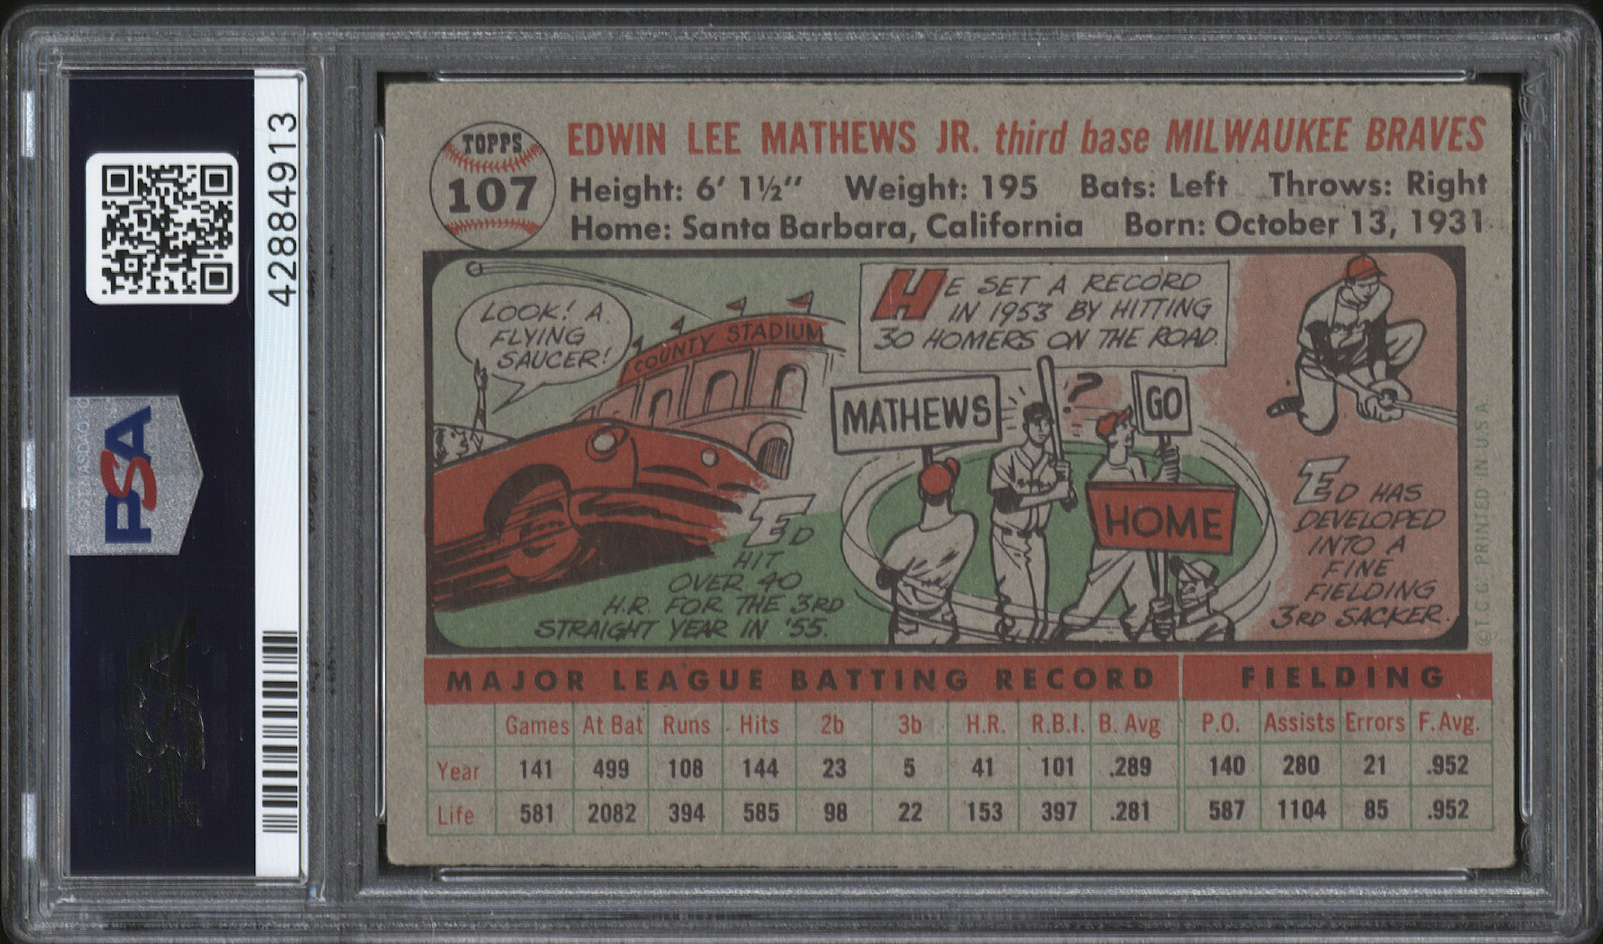 42884913
PSA
TOPPS
107
EDWIN LEE MATHEWS JR. third base MILWAUKEE BRAVES
Height: 6' 1½" Weight: 195 Bats: Left Throws: Right
Home: Santa Barbara, California Born: October 13, 1931
LOOK! A
FLYING
SAUCER!
COUNTY STADIUM
ED
HIT
OVER 40
H.R. FOR THE 3RD
STRAIGHT YEAR IN '55.
HE SET A RECORD
IN 1953 BY HITTING
30 HOMERS ON THE ROAD.
MATHEWS
?
GO
HOME
ED HAS
DEVELOPED
INTO A
FINE
FIELDING
3RD SACKER.
©T.C.G. PRINTED IN U.S.A.
MAJOR LEAGUE BATTING RECORD FIELDING
Games At Bat Runs Hits 2b 3b H.R. R.B.I. B. Avg P.O. Assists Errors F. Avg.
Year 141 499 108 144 23 5 41 101 .289 140 280 21 .952
Life 581 2082 394 585 98 22 153 397 .281 587 1104 85 .952